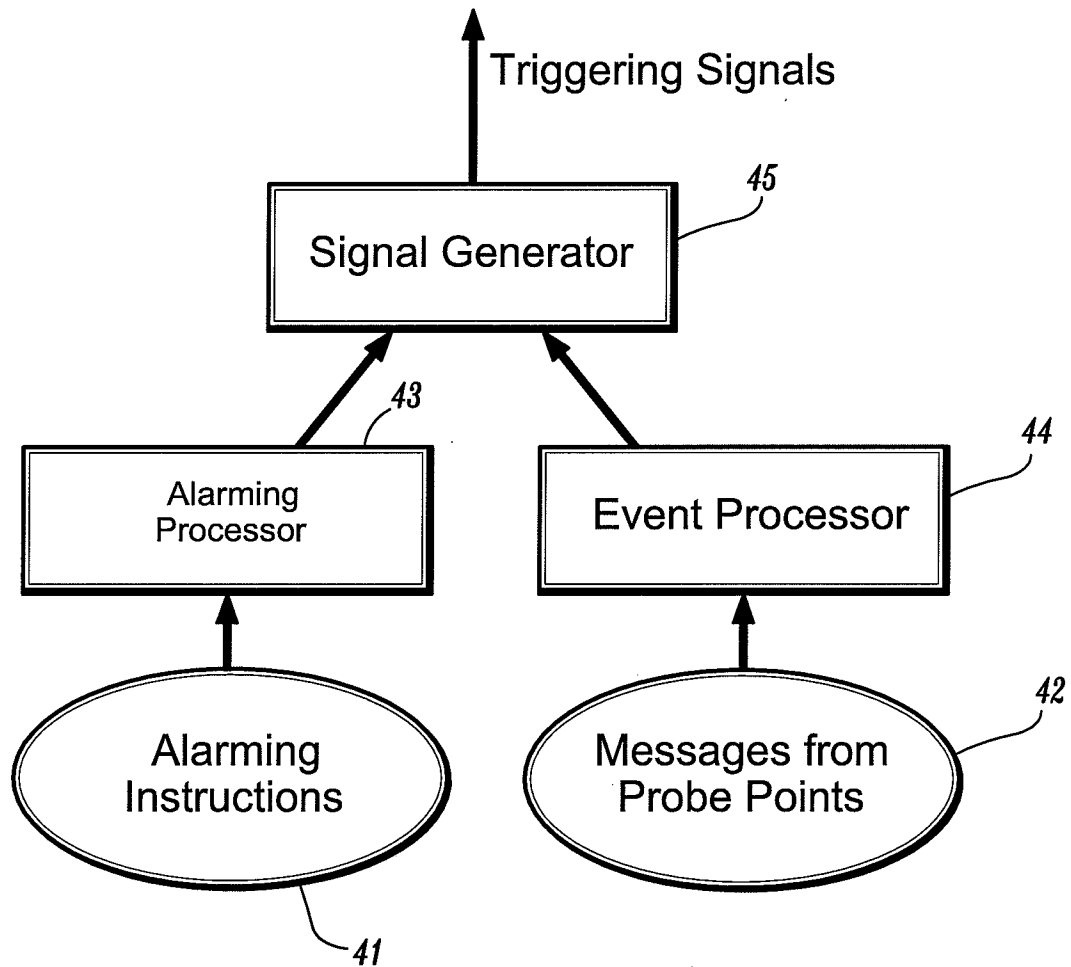 Triggering Signals
45
Signal Generator
43
44
Alarming
Processor
Event Processor
42
Alarming
Instructions
Messages from
Probe Points
41